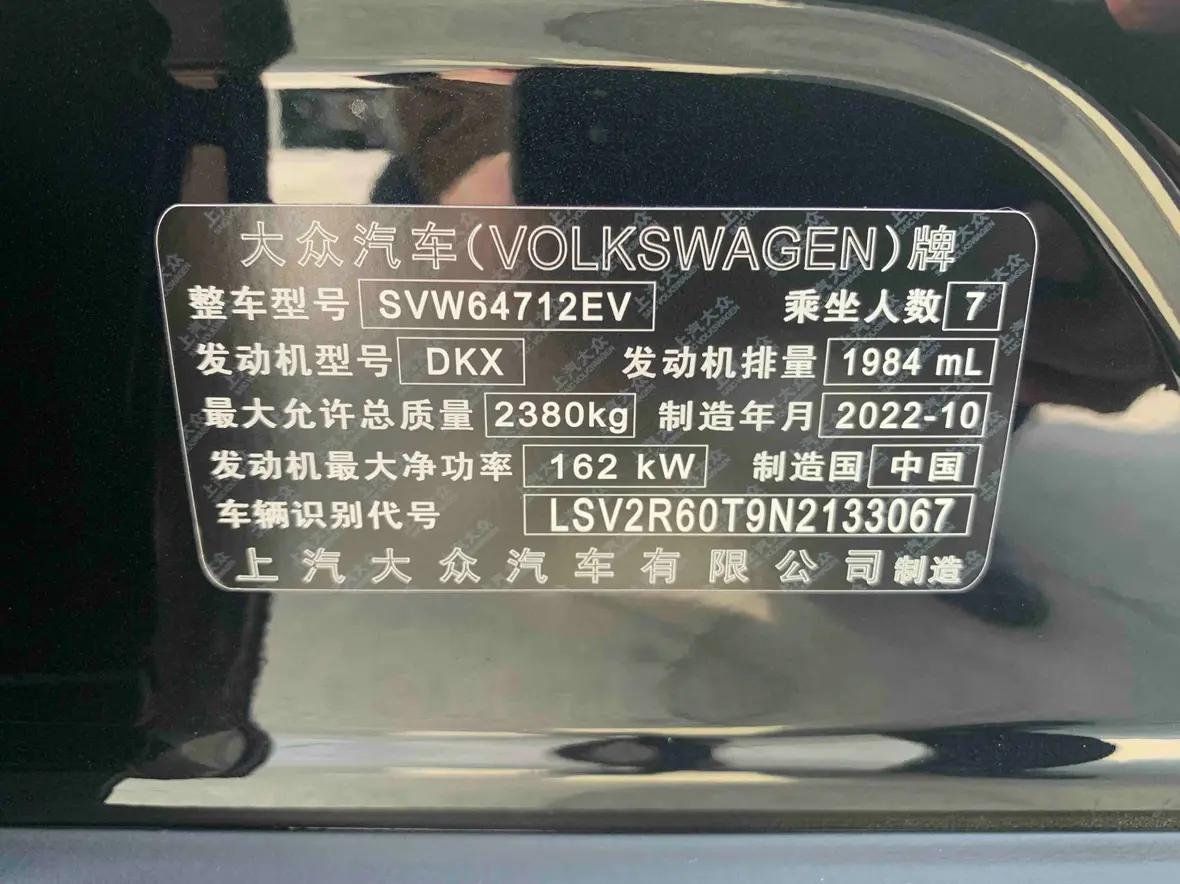 大众汽车(VOLKSWAGEN)牌
整车型号 SVW64712EV 乘坐人数 7
发动机型号 DKX 发动机排量 1984 mL
最大允许总质量 2380kg 制造年月 2022-10
发动机最大净功率 162 kW 制造国 中国
车辆识别代号 LSV2R60T9N2133067
上汽大众汽车有限公司制造